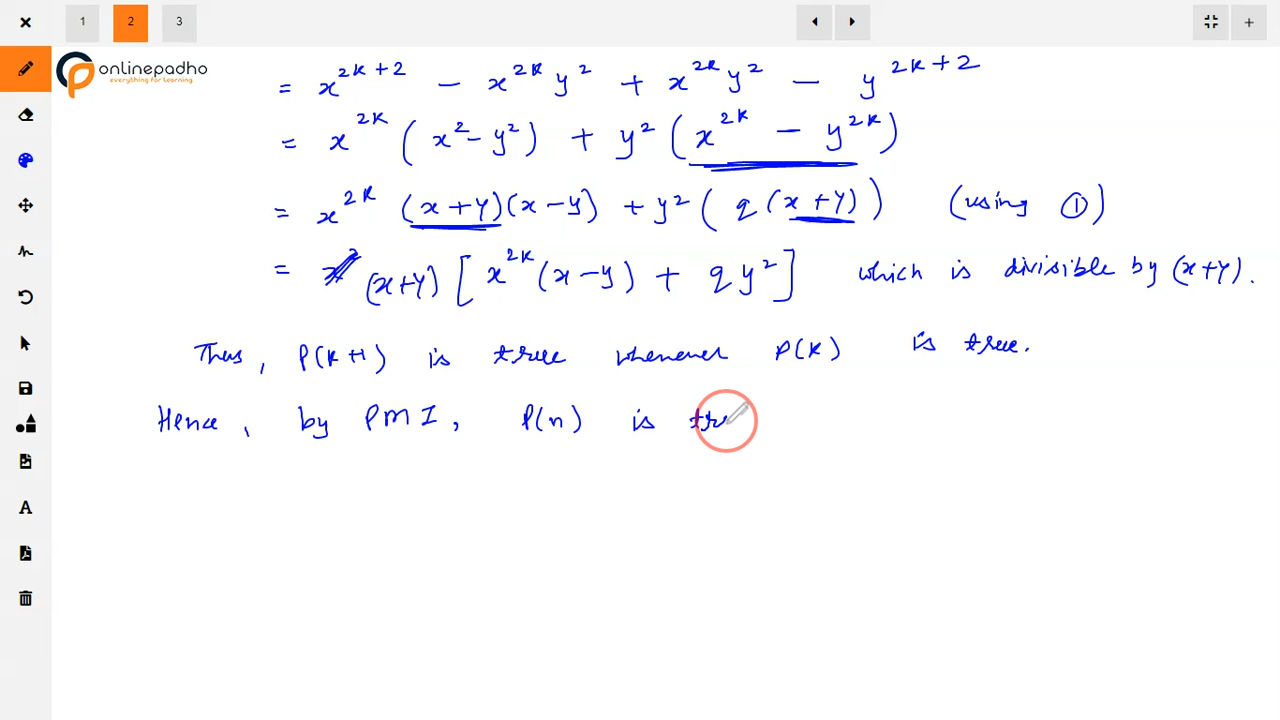 1 2 3
onlinepadho
everything for learning
= x^{2k+2} - x^{2k} y^2 + x^{2k} y^2 - y^{2k+2}
= x^{2k} (x^2 - y^2) + y^2 (x^{2k} - y^{2k})
= x^{2k} (x+y)(x-y) + y^2 ( q (x+y) ) (using ①)
= (x+y) [ x^{2k} (x-y) + q y^2 ] which is divisible by (x+y).
Thus, P(k+1) is true whenever P(k) is true.
Hence, by PMI, P(n) is tru
A